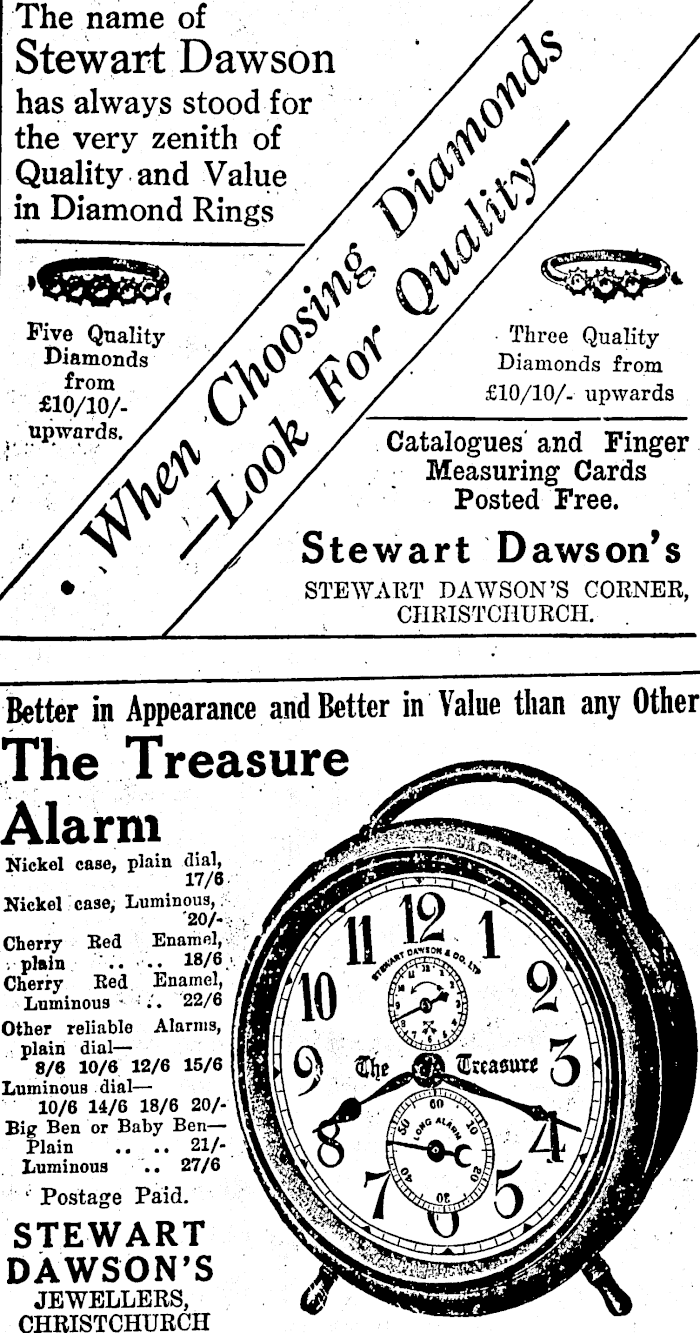 The name of
Stewart Dawson
has always stood for
the very zenith of
Quality and Value
in Diamond Rings
When Choosing Diamonds
—Look For Quality—
Five Quality
Diamonds
from
£10/10/-
upwards.
Three Quality
Diamonds from
£10/10/- upwards
Catalogues and Finger
Measuring Cards
Posted Free.
Stewart Dawson's
STEWART DAWSON'S CORNER,
CHRISTCHURCH.
Better in Appearance and Better in Value than any Other
The Treasure
Alarm
Nickel case, plain dial,
17/6
Nickel case, Luminous,
20/-
Cherry Red Enamel,
plain .. .. 18/6
Cherry Red Enamel,
Luminous .. 22/6
Other reliable Alarms,
plain dial—
8/6 10/6 12/6 15/6
Luminous dial—
10/6 14/6 18/6 20/-
Big Ben or Baby Ben—
Plain .. .. 21/-
Luminous .. 27/6
Postage Paid.
STEWART
DAWSON'S
JEWELLERS,
CHRISTCHURCH
12
11 1
10 2
9 3
8 4
7 5
6
STEWART DAWSON & CO. LTD
The Treasure
LONG ALARM
60
50 10
40 20
30